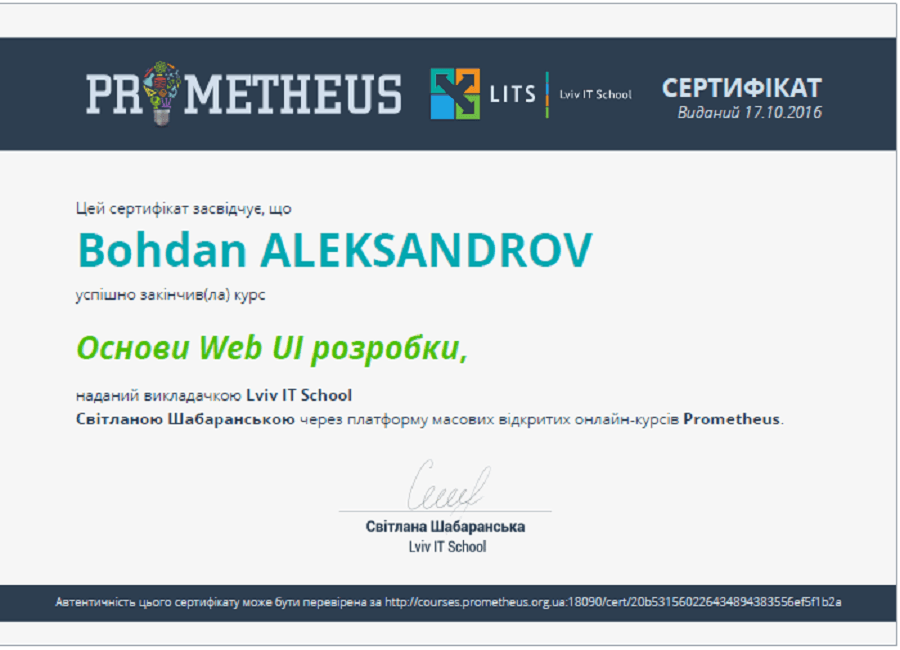 PROMETHEUS
LITS
Lviv IT School
СЕРТИФІКАТ
Виданий 17.10.2016
Цей сертифікат засвідчує, що
Bohdan ALEKSANDROV
успішно закінчив(ла) курс
Основи Web UI розробки,
наданий викладачкою Lviv IT School
Світланою Шабаранською через платформу масових відкритих онлайн-курсів Prometheus.
Світлана Шабаранська
Lviv IT School
Автентичність цього сертифікату може бути перевірена за http://courses.prometheus.org.ua:18090/cert/20b531560226434894383556ef5f1b2a